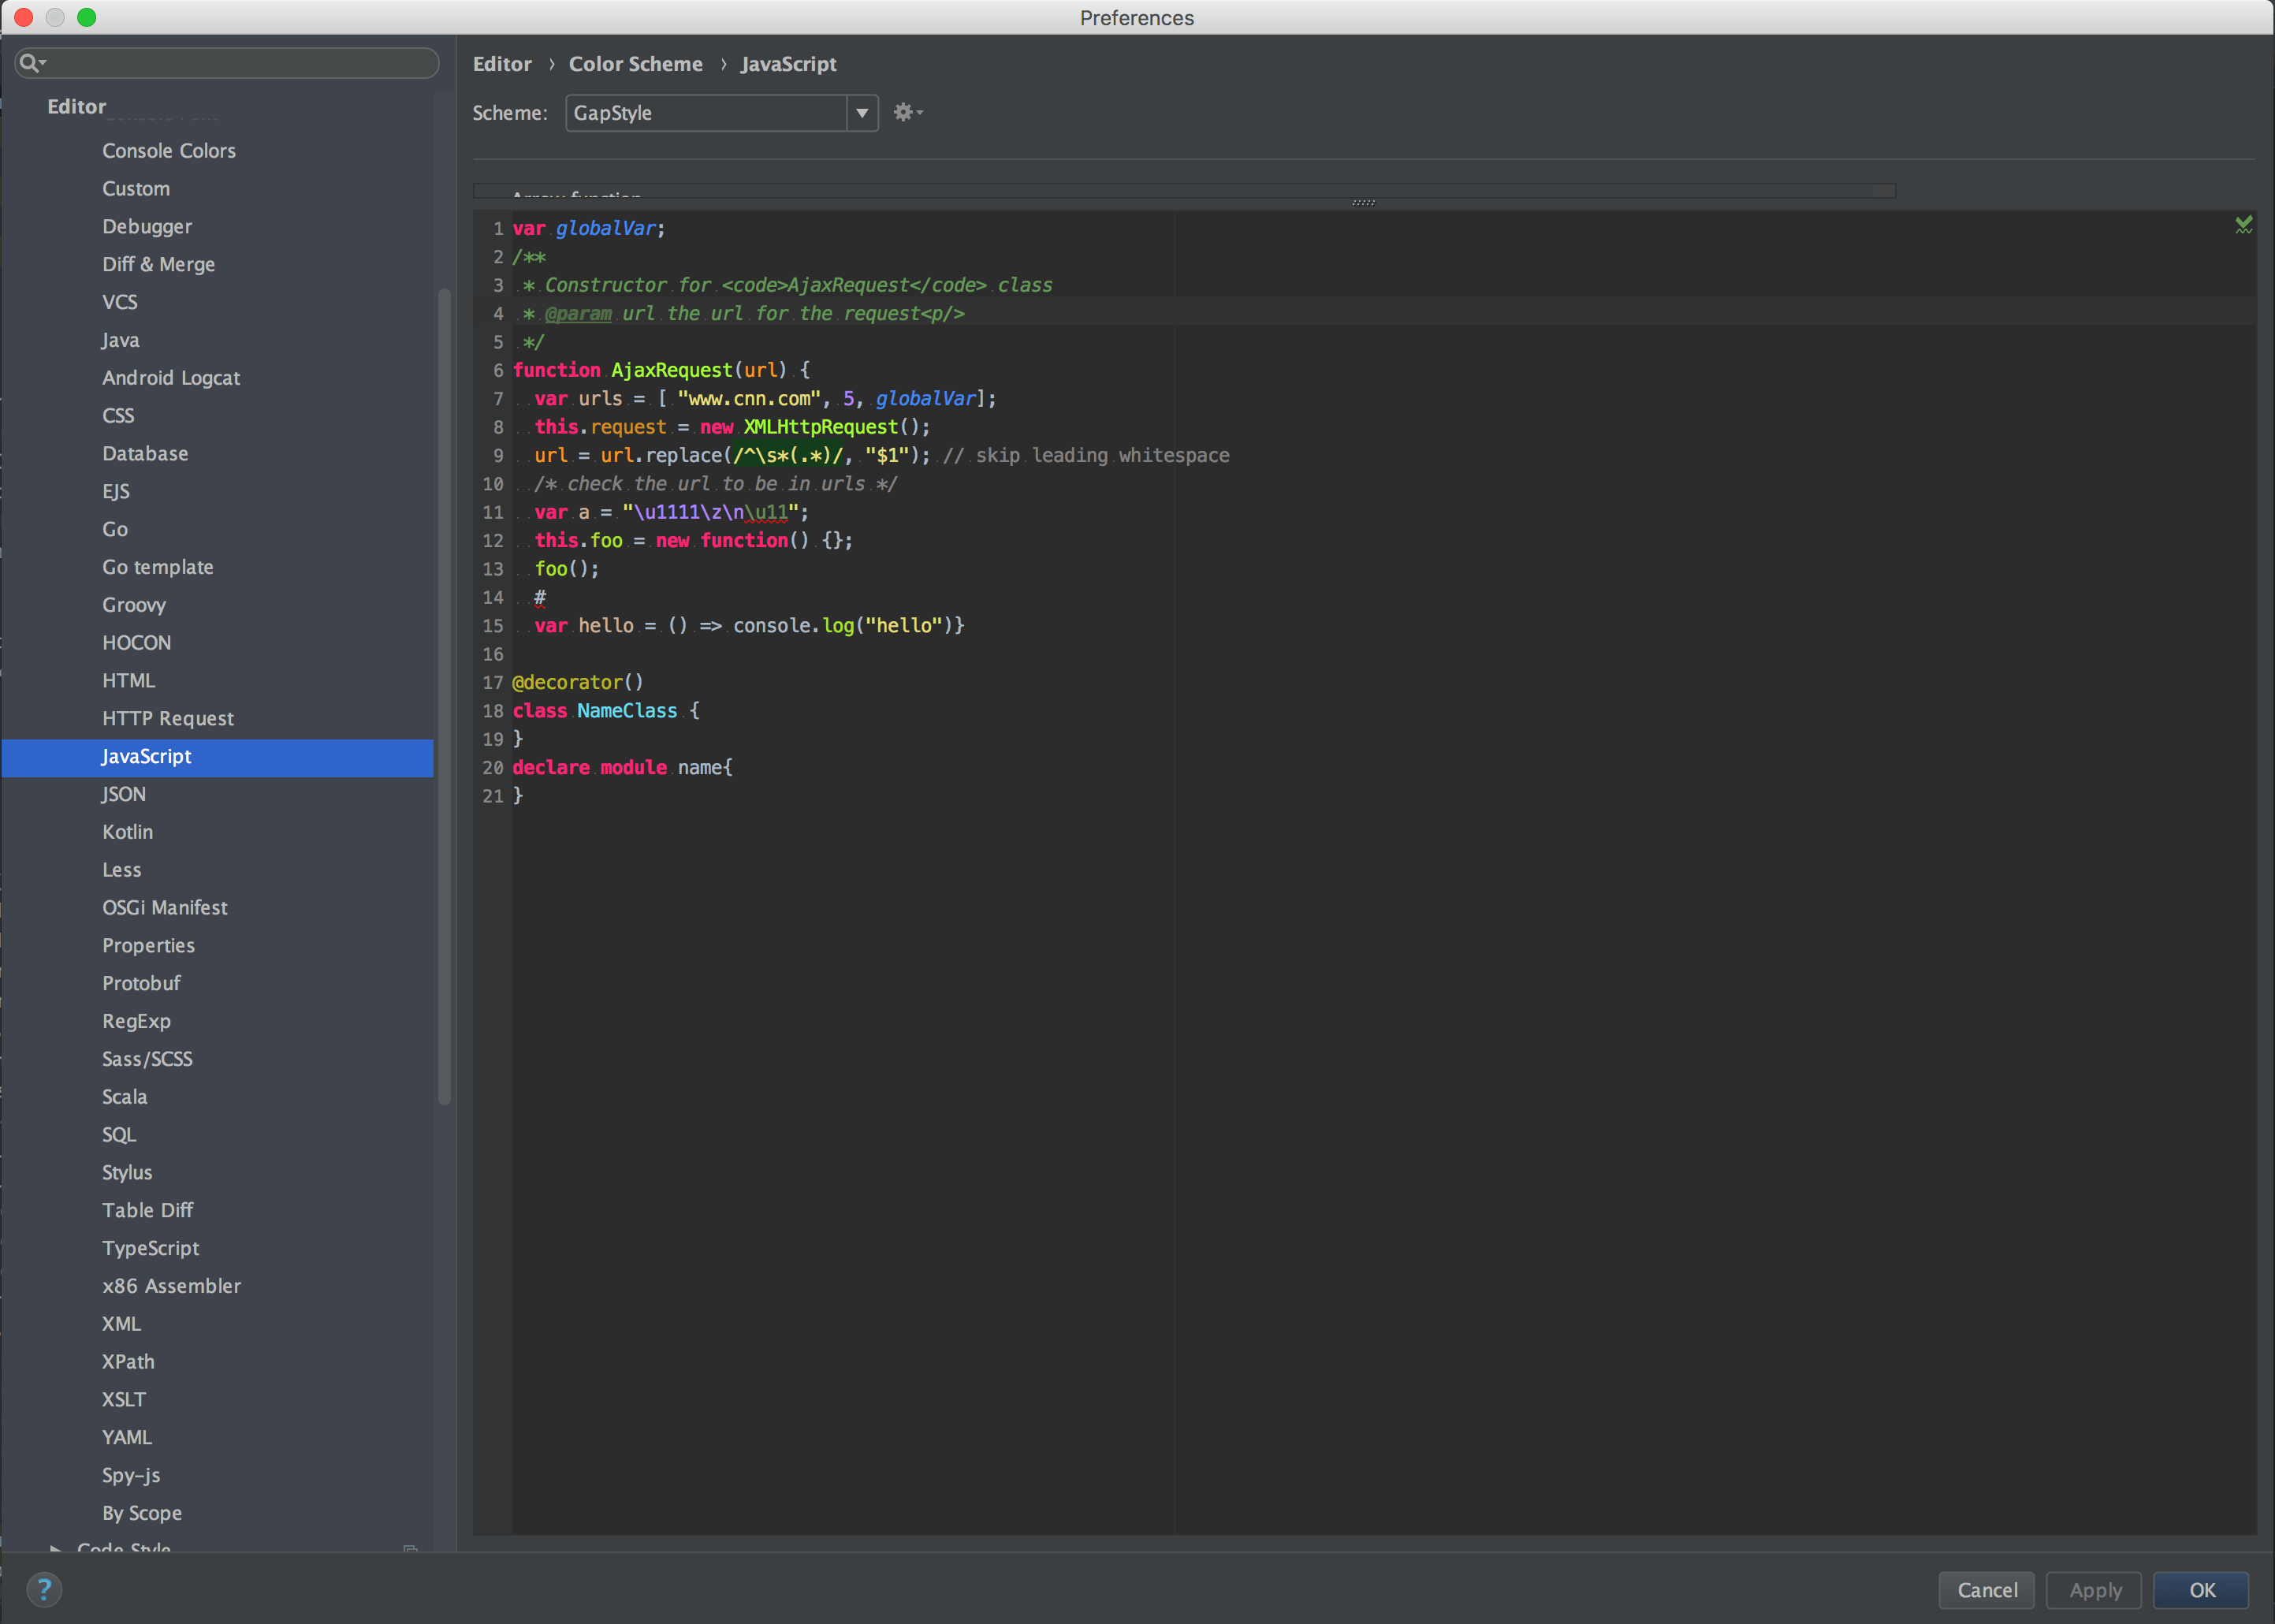 Preferences
Editor
Console Colors
Custom
Debugger
Diff & Merge
VCS
Java
Android Logcat
CSS
Database
EJS
Go
Go template
Groovy
HOCON
HTML
HTTP Request
JavaScript
JSON
Kotlin
Less
OSGi Manifest
Properties
Protobuf
RegExp
Sass/SCSS
Scala
SQL
Stylus
Table Diff
TypeScript
x86 Assembler
XML
XPath
XSLT
YAML
Spy-js
By Scope
Code Style
Editor › Color Scheme › JavaScript
Scheme: GapStyle
Arrow function
1 var globalVar;
2 /**
3  * Constructor for <code>AjaxRequest</code> class
4  * @param url the url for the request<p/>
5  */
6 function AjaxRequest(url) {
7   var urls = [ "www.cnn.com", 5, globalVar];
8   this.request = new XMLHttpRequest();
9   url = url.replace(/^\s*(.*)/, "$1"); // skip leading whitespace
10   /* check the url to be in urls */
11   var a = "\u1111\z\n\u11";
12   this.foo = new function() {};
13   foo();
14   #
15   var hello = () => console.log("hello")}
16
17 @decorator()
18 class NameClass {
19 }
20 declare module name{
21 }
?
Cancel
Apply
OK